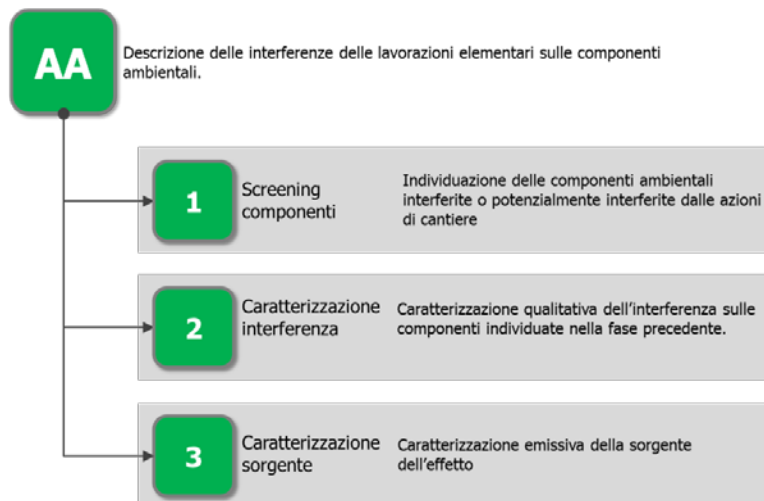 AA
Descrizione delle interferenze delle lavorazioni elementari sulle componenti
ambientali.
1
Screening
componenti
Individuazione delle componenti ambientali
interferite o potenzialmente interferite dalle azioni
di cantiere
2
Caratterizzazione
interferenza
Caratterizzazione qualitativa dell'interferenza sulle
componenti individuate nella fase precedente.
3
Caratterizzazione
sorgente
Caratterizzazione emissiva della sorgente
dell'effetto